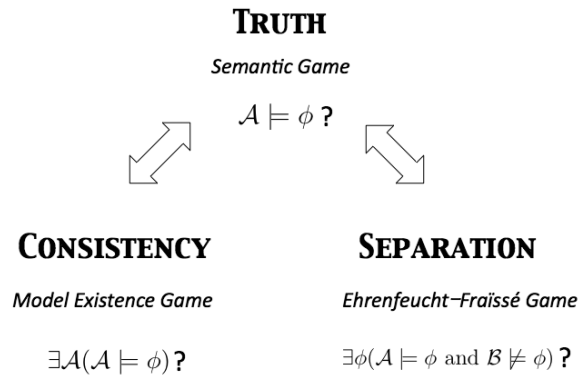 TRUTH
Semantic Game
𝒜 ⊨ ϕ ?
CONSISTENCY
SEPARATION
Model Existence Game
Ehrenfeucht–Fraïssé Game
∃𝒜(𝒜 ⊨ ϕ) ?
∃ϕ(𝒜 ⊨ ϕ and ℬ ⊭ ϕ) ?